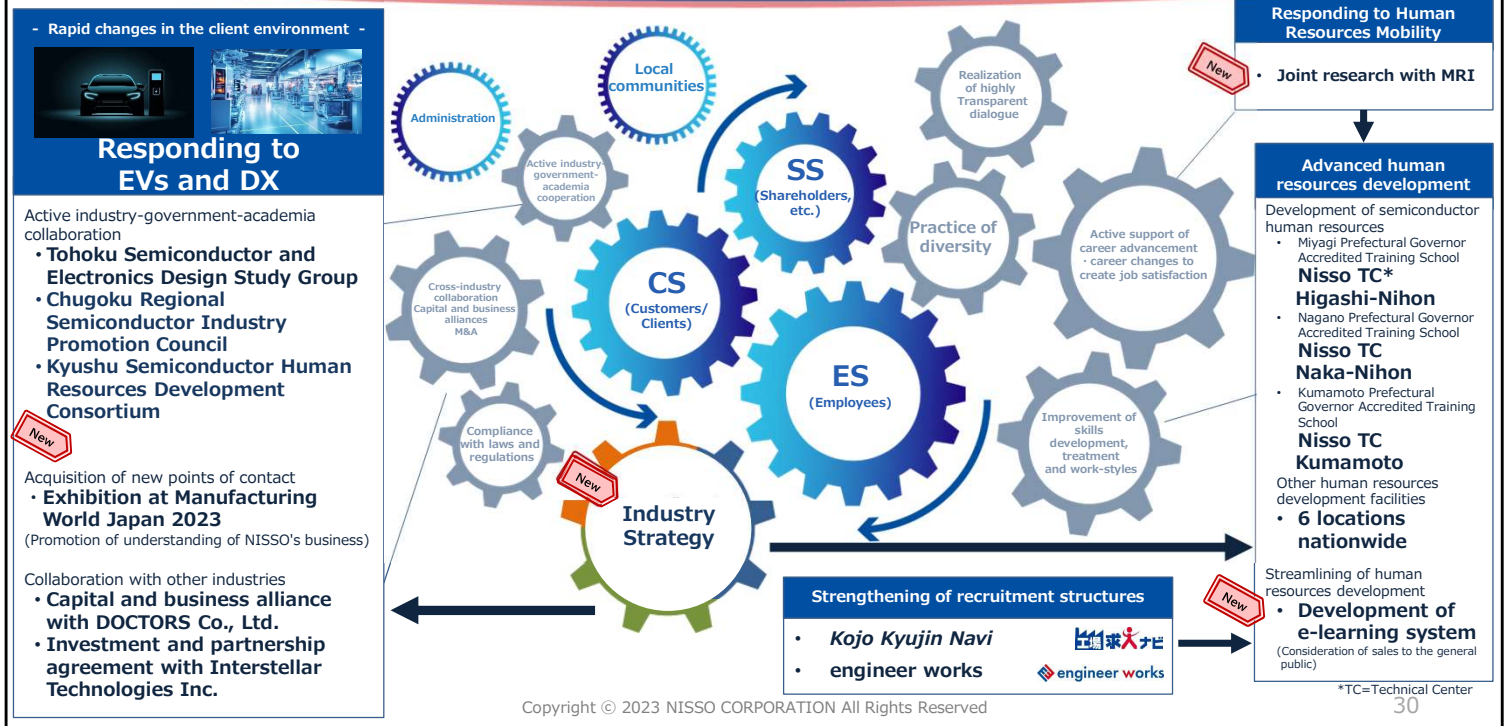 - Rapid changes in the client environment -
Responding to
EVs and DX
Active industry-government-academia
collaboration
• Tohoku Semiconductor and
Electronics Design Study Group
• Chugoku Regional
Semiconductor Industry
Promotion Council
• Kyushu Semiconductor Human
Resources Development
Consortium
New
Acquisition of new points of contact
• Exhibition at Manufacturing
World Japan 2023
(Promotion of understanding of NISSO's business)
Collaboration with other industries
• Capital and business alliance
with DOCTORS Co., Ltd.
• Investment and partnership
agreement with Interstellar
Technologies Inc.
Administration
Local
communities
Active industry-
government-
academia
cooperation
Cross-industry
collaboration
Capital and business
alliances
M&A
Compliance
with laws and
regulations
SS
(Shareholders,
etc.)
CS
(Customers/
Clients)
ES
(Employees)
New
Industry
Strategy
Realization
of highly
Transparent
dialogue
Practice of
diversity
Active support of
career advancement
・career changes to
create job satisfaction
Improvement of
skills
development,
treatment
and work-styles
Strengthening of recruitment structures
• Kojo Kyujin Navi
工場求人ナビ
• engineer works
engineer works
Responding to Human
Resources Mobility
New
• Joint research with MRI
Advanced human
resources development
Development of semiconductor
human resources
• Miyagi Prefectural Governor
Accredited Training School
Nisso TC*
Higashi-Nihon
• Nagano Prefectural Governor
Accredited Training School
Nisso TC
Naka-Nihon
• Kumamoto Prefectural
Governor Accredited Training
School
Nisso TC
Kumamoto
Other human resources
development facilities
• 6 locations
nationwide
Streamlining of human
resources development
New
• Development of
e-learning system
(Consideration of sales to the general
public)
*TC=Technical Center
Copyright © 2023 NISSO CORPORATION All Rights Reserved
30